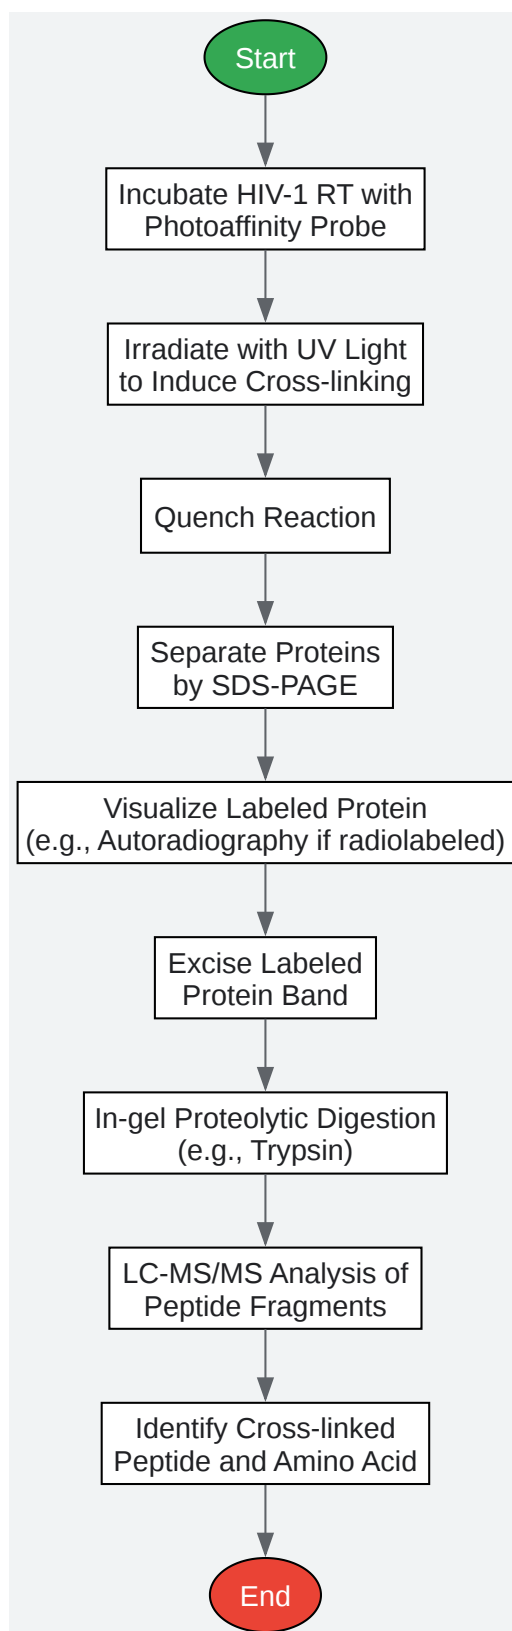 Start
Incubate HIV-1 RT with
Photoaffinity Probe
Irradiate with UV Light
to Induce Cross-linking
Quench Reaction
Separate Proteins
by SDS-PAGE
Visualize Labeled Protein
(e.g., Autoradiography if radiolabeled)
Excise Labeled
Protein Band
In-gel Proteolytic Digestion
(e.g., Trypsin)
LC-MS/MS Analysis of
Peptide Fragments
Identify Cross-linked
Peptide and Amino Acid
End